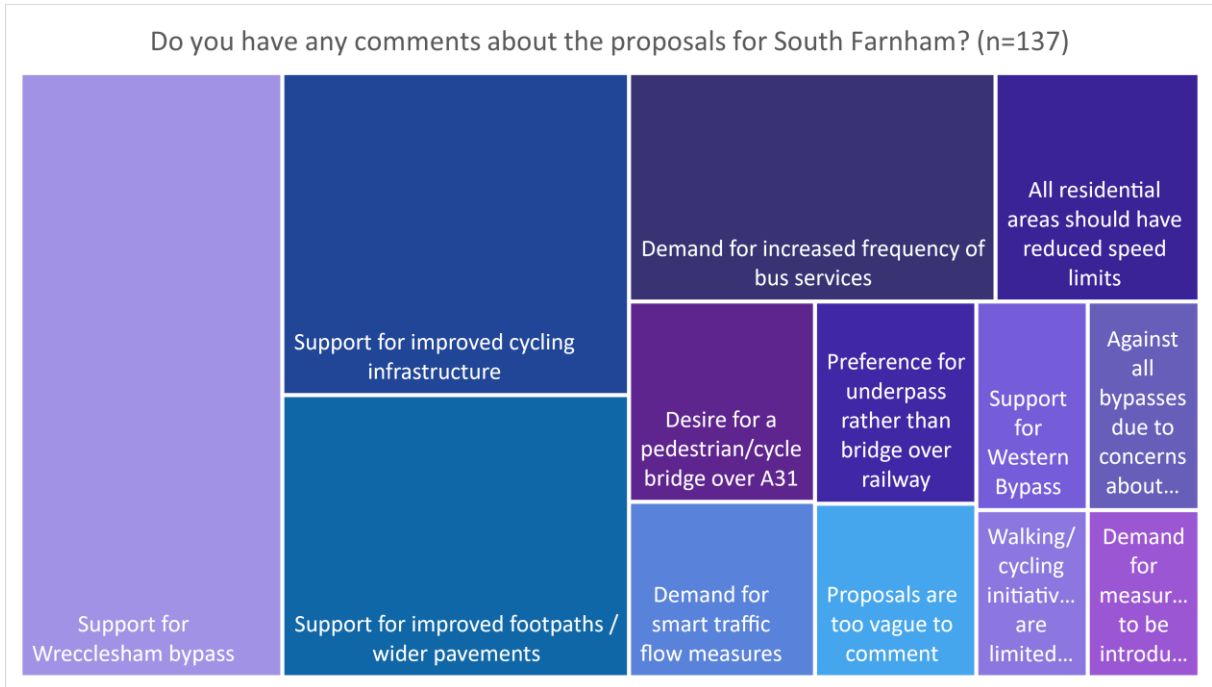 Do you have any comments about the proposals for South Farnham? (n=137)
Support for
Wrecclesham bypass
Support for improved cycling
infrastructure
Support for improved footpaths /
wider pavements
Demand for increased frequency of
bus services
All residential
areas should have
reduced speed
limits
Desire for a
pedestrian/cycle
bridge over A31
Preference for
underpass
rather than
bridge over
railway
Support
for
Western
Bypass
Against
all
bypasses
due to
concerns
about...
Demand for
smart traffic
flow measures
Proposals are
too vague to
comment
Walking/
cycling
initiativ...
are
limited...
Demand
for
measur...
to be
introdu...